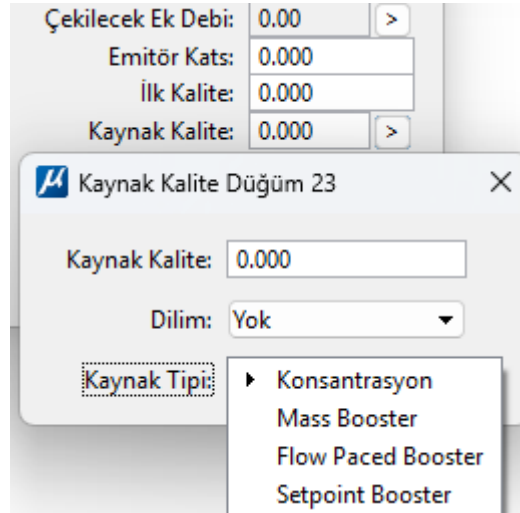 Çekilecek Ek Debi: 0.00 >
Emitör Kats: 0.000
İlk Kalite: 0.000
Kaynak Kalite: 0.000 >
μ Kaynak Kalite Düğüm 23
Kaynak Kalite: 0.000
Dilim: Yok
Kaynak Tipi: Konsantrasyon
Mass Booster
Flow Paced Booster
Setpoint Booster